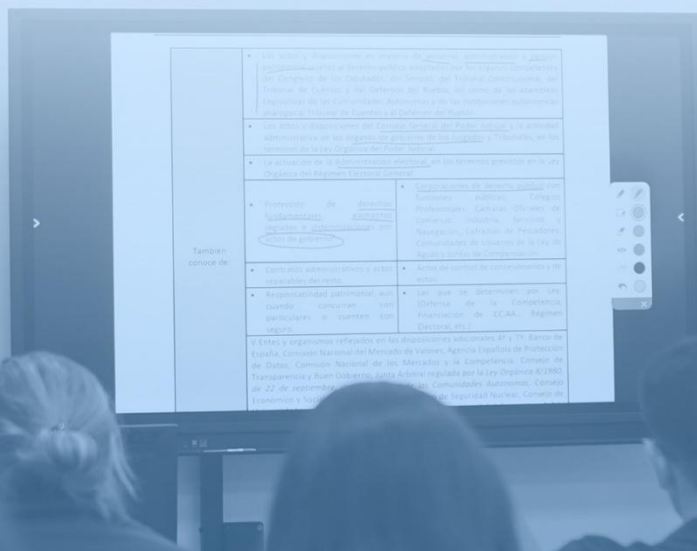 • Los actos y disposiciones en materia de personal, administración y gestión
patrimonial sujetos al derecho público adoptados por los órganos competentes
del Congreso de los Diputados, del Senado, del Tribunal Constitucional, del
Tribunal de Cuentas y del Defensor del Pueblo, así como de las Asambleas
Legislativas de las Comunidades Autónomas y de las instituciones autonómicas
análogas al Tribunal de Cuentas y al Defensor del Pueblo.
• Los actos y disposiciones del Consejo General del Poder Judicial y la actividad
administrativa de los órganos de gobierno de los Juzgados y Tribunales, en los
términos de la Ley Orgánica del Poder Judicial.
• La actuación de la Administración electoral, en los términos previstos en la Ley
Orgánica del Régimen Electoral General.
También
conoce de:
• Protección de derechos
fundamentales, elementos
reglados e indemnizaciones por
actos de gobierno.
• Corporaciones de derecho público con
funciones públicas: Colegios
Profesionales, Cámaras Oficiales de
Comercio, Industria, Servicios y
Navegación, Cofradías de Pescadores,
Comunidades de Usuarios de la Ley de
Aguas y Juntas de Compensación.
• Contratos administrativos y actos
separables del resto.
• Actos de control de concesionarios y de
estos.
• Responsabilidad patrimonial, aun
cuando concurran con
particulares o cuenten con
seguro.
• Las que se determinen por Ley
(Defensa de la Competencia,
Financiación de CC.AA., Régimen
Electoral, etc.)
Y EMes y organismos reflejados en las disposiciones adicionales 4ª y 7ª: Banco de
España, Comisión Nacional del Mercado de Valores, Agencia Española de Protección
de Datos, Comisión Nacional de los Mercados y la Competencia, Consejo de
Transparencia y Buen Gobierno, Junta Arbitral regulada por la Ley Orgánica 8/1980,
de 22 de septiembre, de las Comunidades Autónomas, Consejo
Económico y Social de Seguridad Nuclear, Consejo de